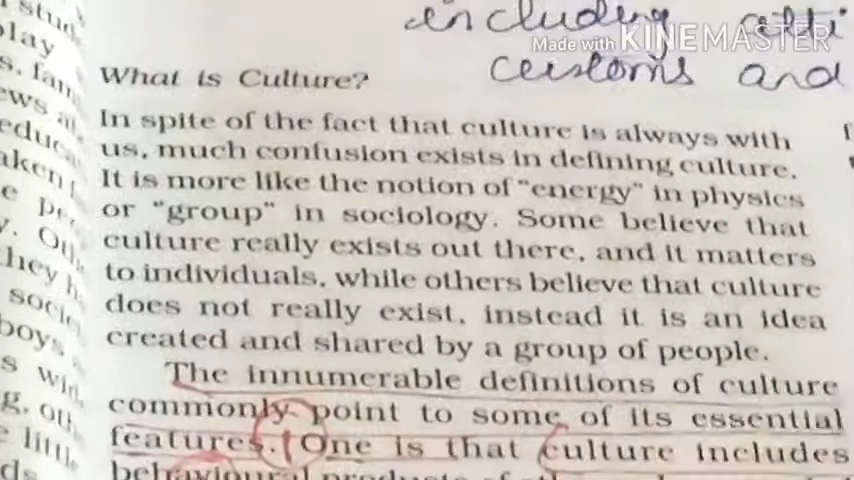 including
Made with KINEMASTER
customs and
What is Culture?
In spite of the fact that culture is always with
us, much confusion exists in defining culture.
It is more like the notion of "energy" in physics
or "group" in sociology. Some believe that
culture really exists out there, and it matters
to individuals, while others believe that culture
does not really exist, instead it is an idea
created and shared by a group of people.
The innumerable definitions of culture
commonly point to some of its essential
features. One is that culture includes
behavioural products of